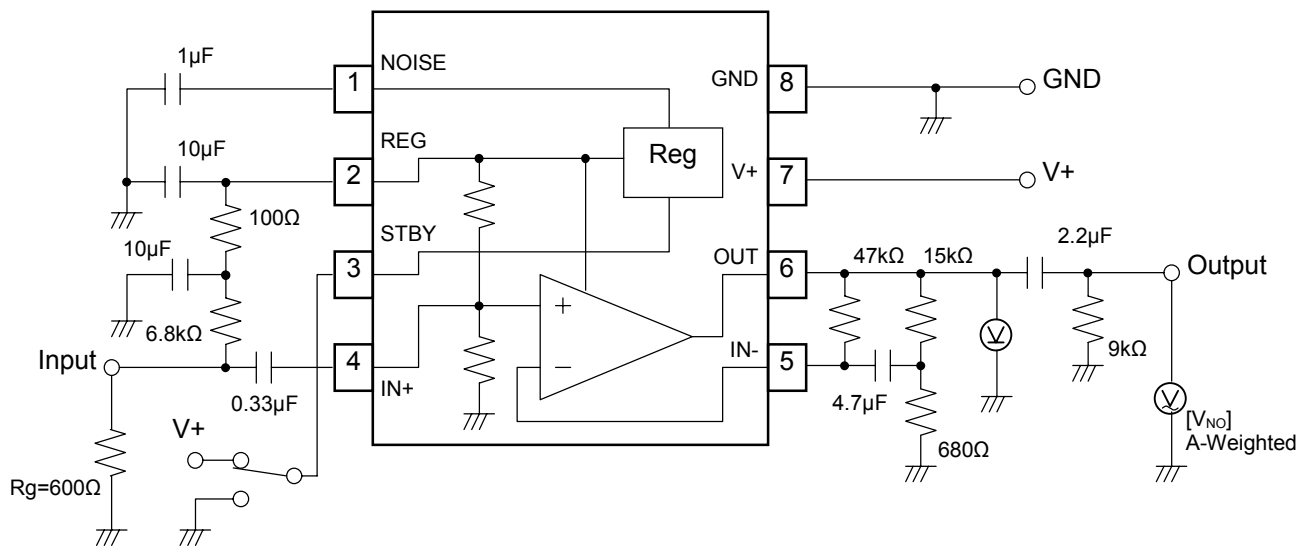 1µF
1
NOISE
GND
8
GND
10µF
REG
2
Reg
V+
7
V+
100Ω
STBY
10µF
3
OUT
6
47kΩ
15kΩ
2.2µF
Output
6.8kΩ
+
Input
4
IN+
−
IN-
5
9kΩ
0.33µF
4.7µF
V+
680Ω
[VNO]
A-Weighted
Rg=600Ω
V
V